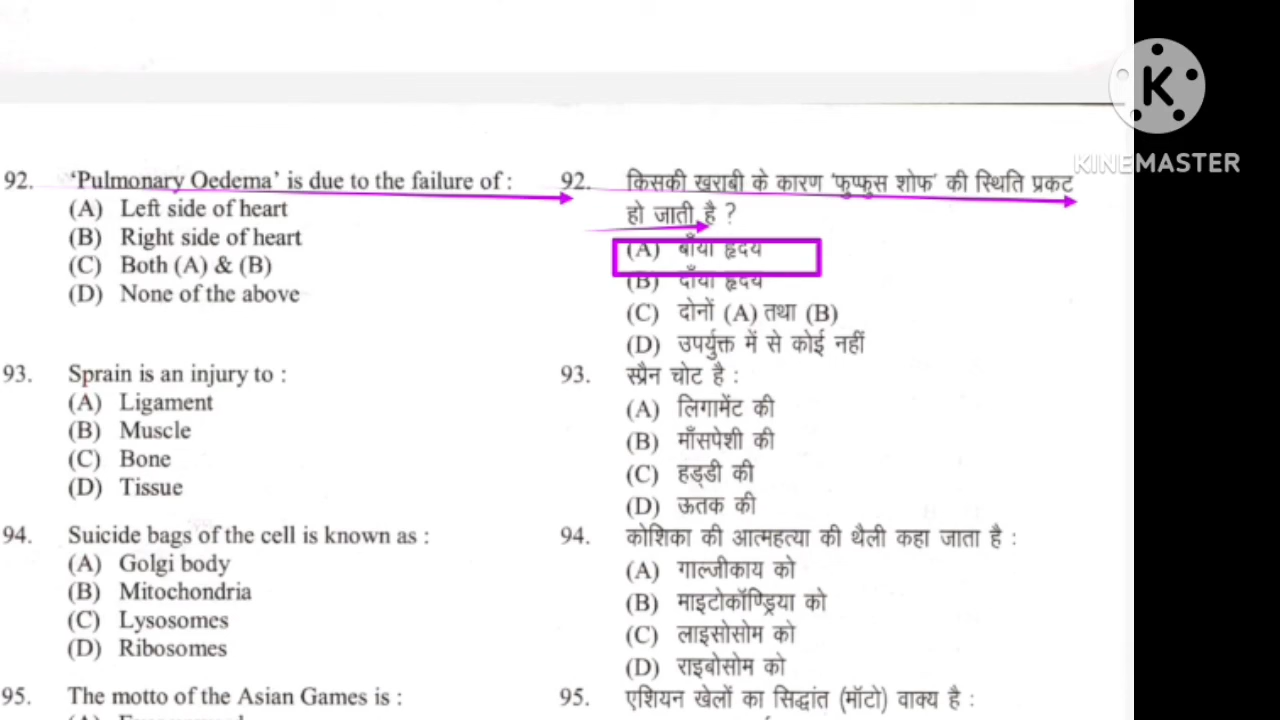 92. 'Pulmonary Oedema' is due to the failure of :
(A) Left side of heart
(B) Right side of heart
(C) Both (A) & (B)
(D) None of the above
93. Sprain is an injury to :
(A) Ligament
(B) Muscle
(C) Bone
(D) Tissue
94. Suicide bags of the cell is known as :
(A) Golgi body
(B) Mitochondria
(C) Lysosomes
(D) Ribosomes
95. The motto of the Asian Games is :
92. किसकी खराबी के कारण 'फुप्फुस शोफ' की स्थिति प्रकट
हो जाती है ?
(A) बाँया हृदय
(B) दाँया हृदय
(C) दोनों (A) तथा (B)
(D) उपर्युक्त में से कोई नहीं
93. स्प्रैन चोट है :
(A) लिगामेंट की
(B) माँसपेशी की
(C) हड्डी की
(D) ऊतक की
94. कोशिका की आत्महत्या की थैली कहा जाता है :
(A) गाल्जीकाय को
(B) माइटोकॉण्ड्रिया को
(C) लाइसोसोम को
(D) राइबोसोम को
95. एशियन खेलों का सिद्धांत (मॉटो) वाक्य है :
K
KINEMASTER